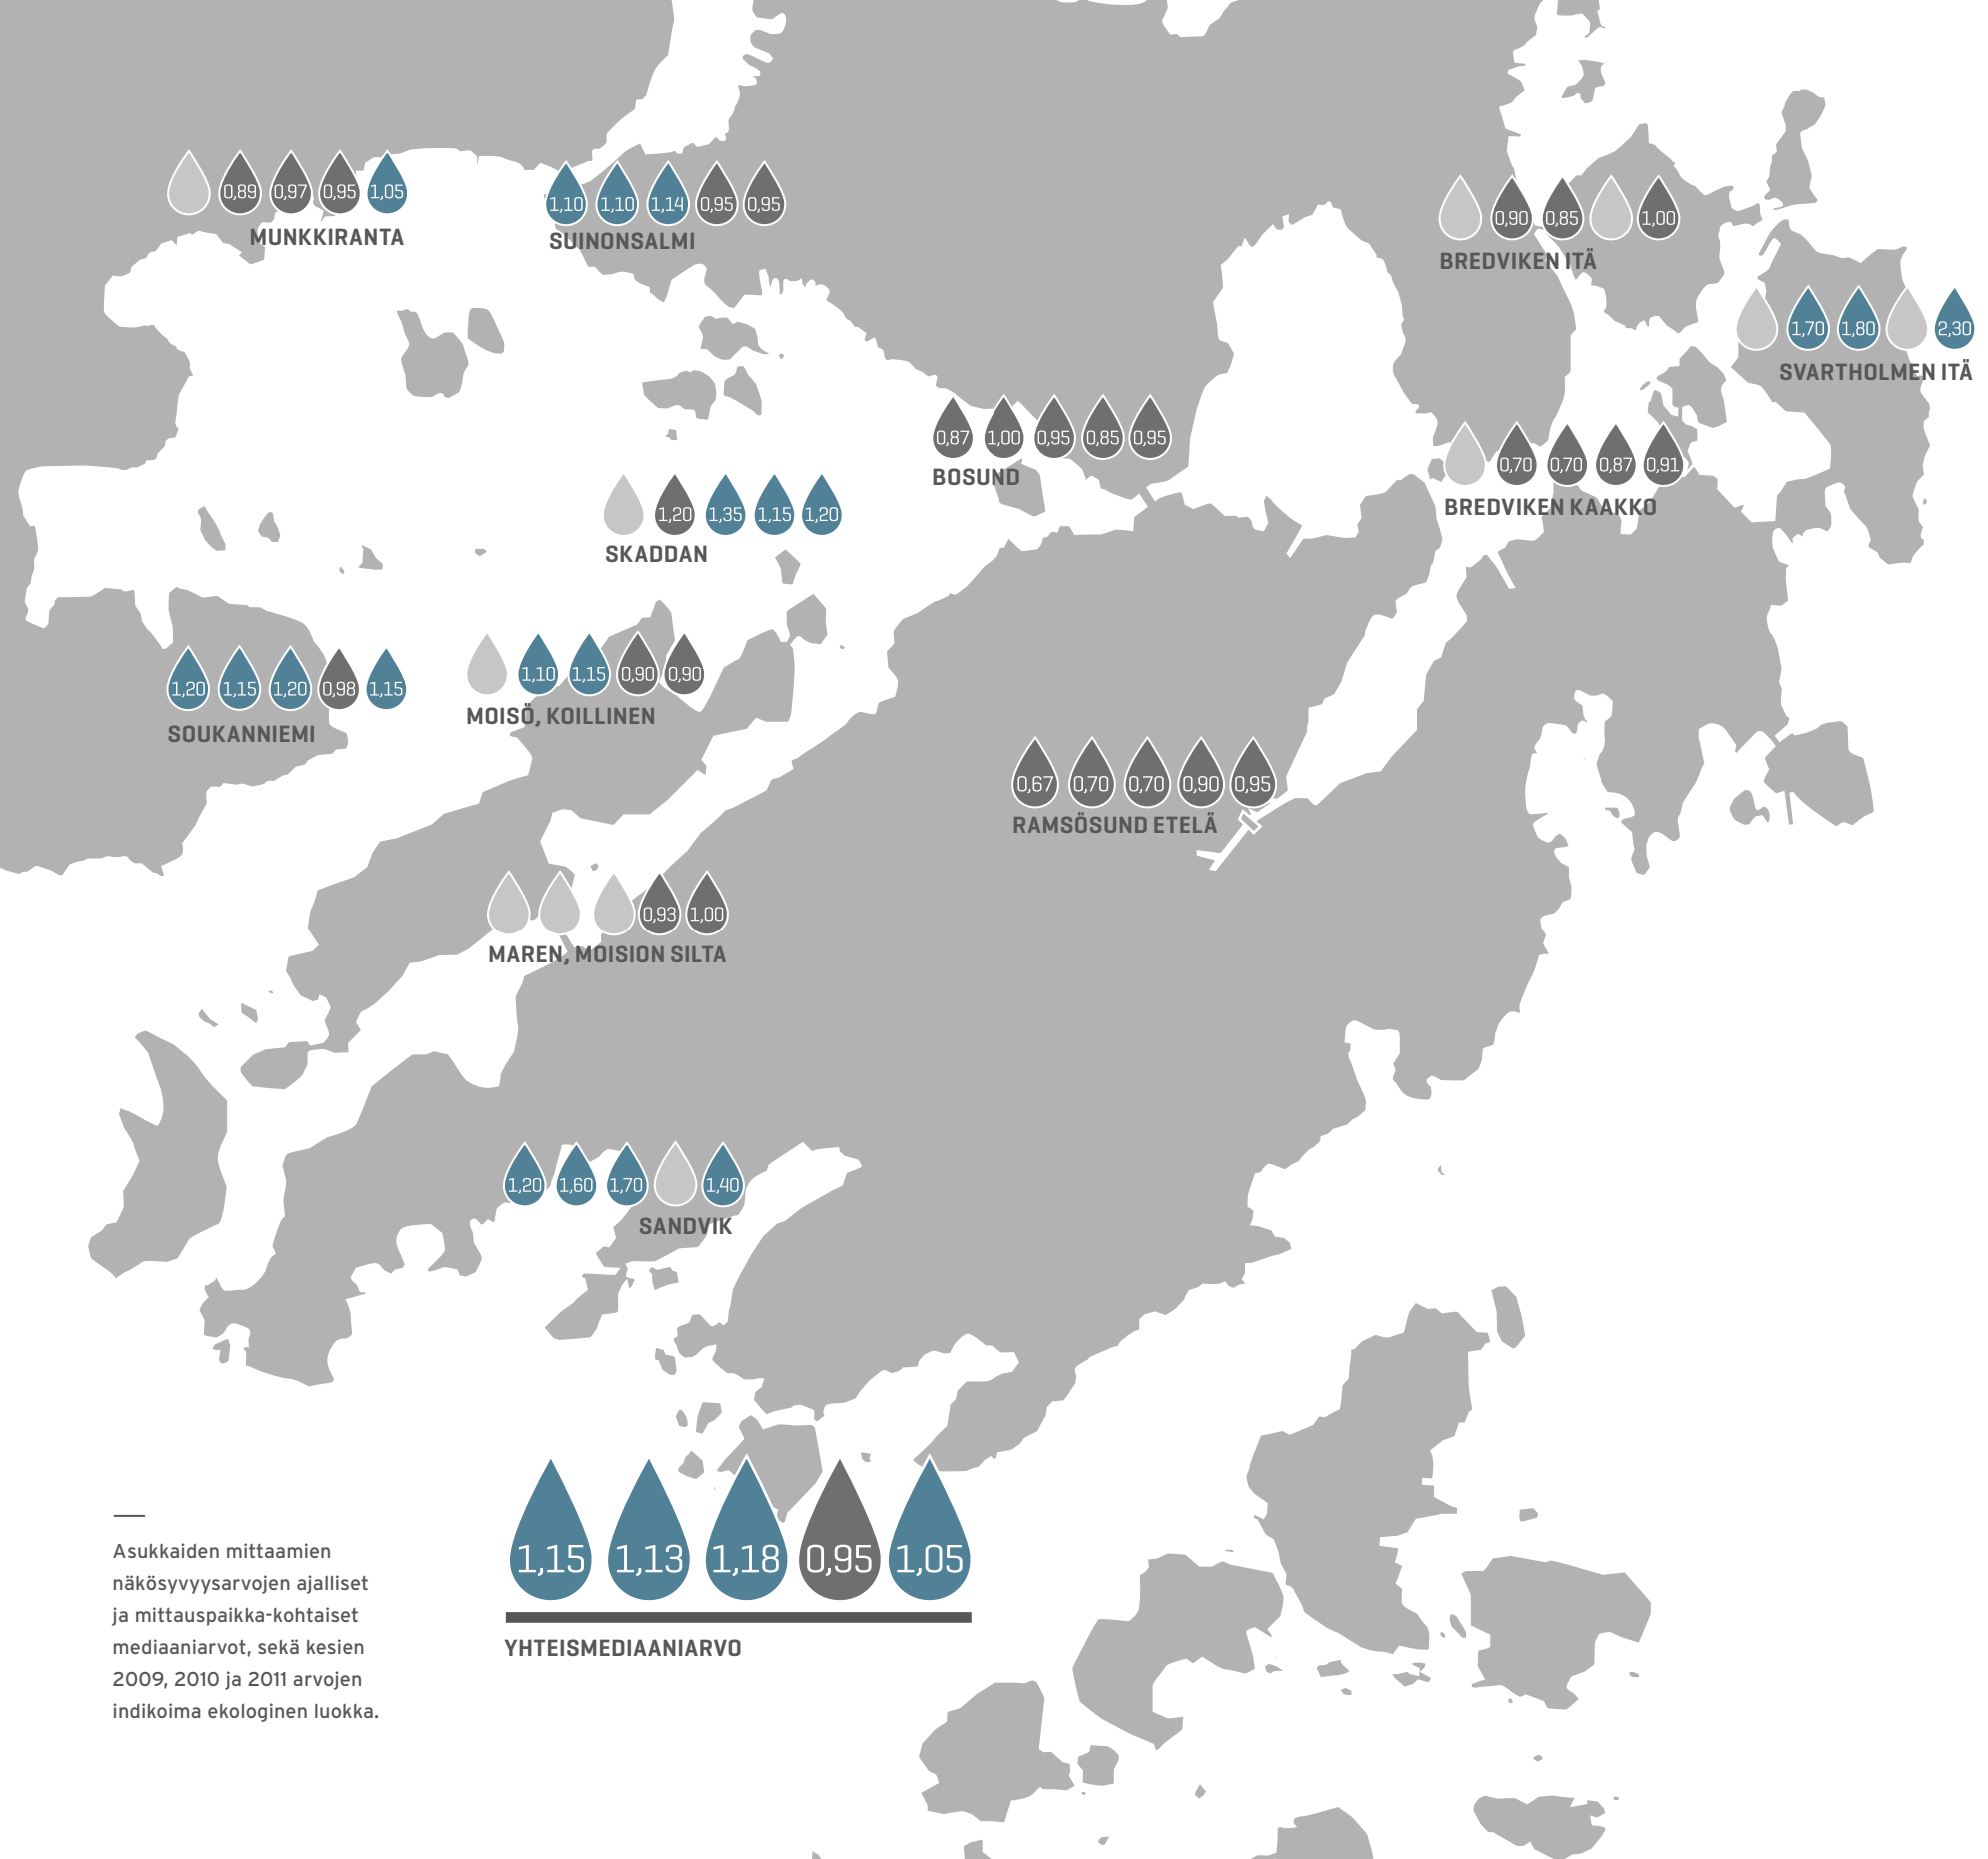 0,89 0,97 0,95 1,05
MUNKKIRANTA
1,10 1,10 1,14 0,95 0,95
SUINONSALMI
0,90 0,85 1,00
BREDVIKEN ITÄ
1,70 1,80 2,30
SVARTHOLMEN ITÄ
0,87 1,00 0,95 0,85 0,95
BOSUND
0,70 0,70 0,87 0,91
BREDVIKEN KAAKKO
1,20 1,35 1,15 1,20
SKADDAN
1,20 1,15 1,20 0,98 1,15
SOUKANNIEMI
1,10 1,15 0,90 0,90
MOISÖ, KOILLINEN
0,67 0,70 0,70 0,90 0,95
RAMSÖSUND ETELÄ
0,93 1,00
MAREN, MOISION SILTA
1,20 1,60 1,70 1,40
SANDVIK
1,15 1,13 1,18 0,95 1,05
YHTEISMEDIAANIARVO
Asukkaiden mittaamien
näkösyvyysarvojen ajalliset
ja mittauspaikka-kohtaiset
mediaaniarvot, sekä kesien
2009, 2010 ja 2011 arvojen
indikoima ekologinen luokka.